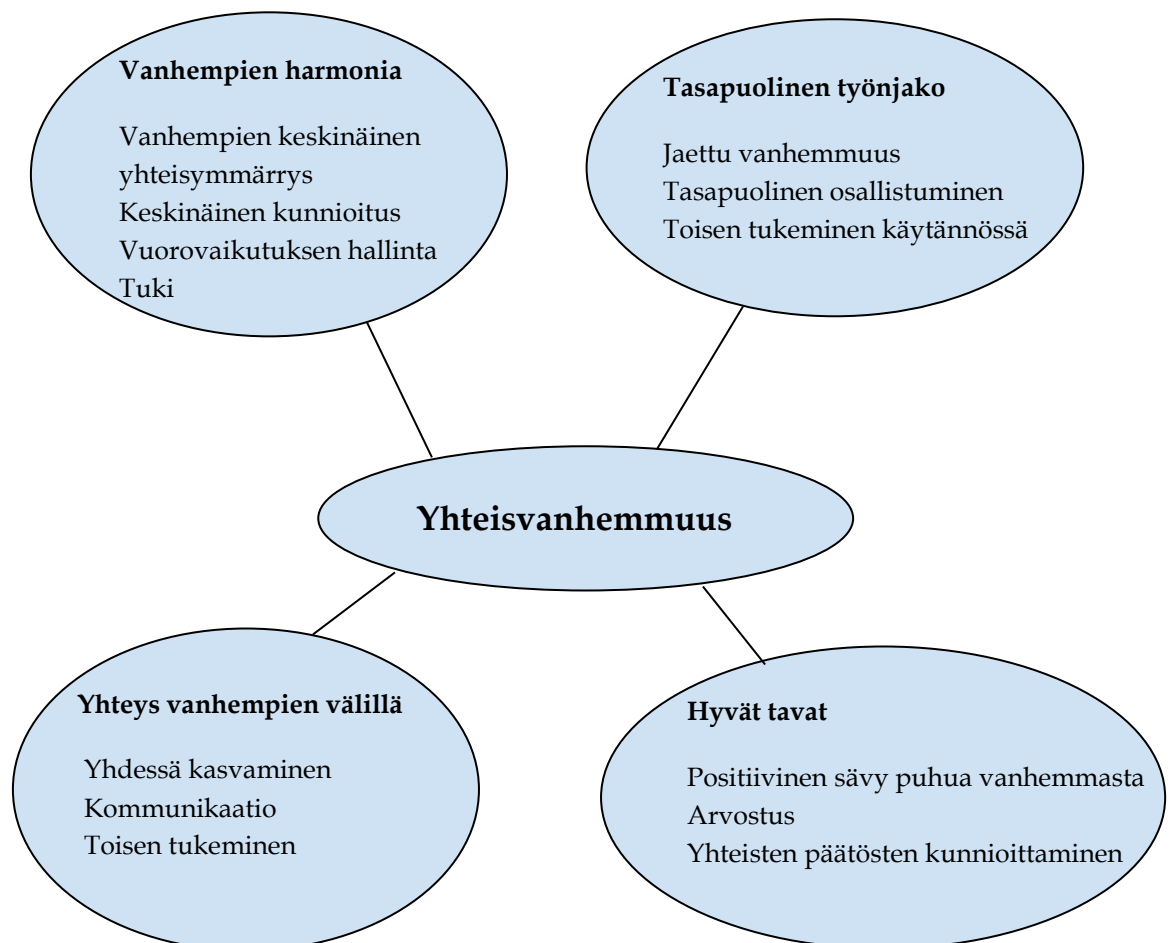 Vanhempien harmonia
Vanhempien keskinäinen
yhteisymmärrys
Keskinäinen kunnioitus
Vuorovaikutuksen hallinta
Tuki
Tasapuolinen työnjako
Jaettu vanhemmuus
Tasapuolinen osallistuminen
Toisen tukeminen käytännössä
Yhteisvanhemmuus
Yhteys vanhempien välillä
Yhdessä kasvaminen
Kommunikaatio
Toisen tukeminen
Hyvät tavat
Positiivinen sävy puhua vanhemmasta
Arvostus
Yhteisten päätösten kunnioittaminen